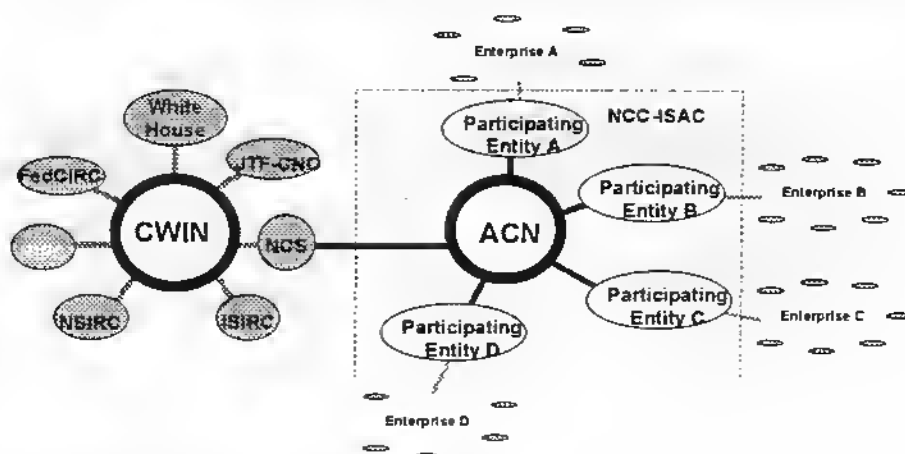 Enterprise A
White
House
Participating
Entity A
NCC-ISAC
JTF-CNO
FedCIRC
Participating
Entity B
Enterprise B
CWIN
NCS
ACN
Participating
Entity C
Enterprise C
NSIRC
ISIRC
Participating
Entity D
Enterprise D